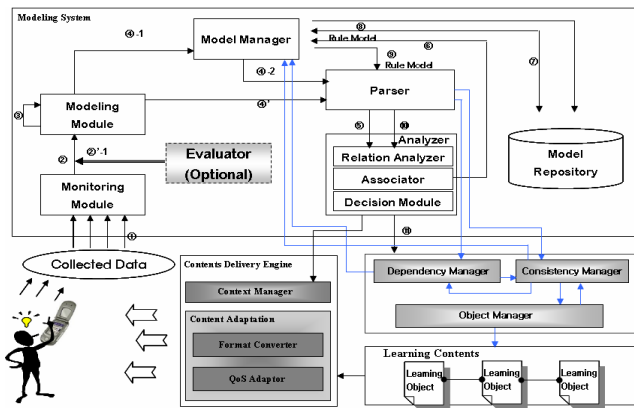 Modeling System
④-1
Model Manager
⑧
Rule Model
⑥
⑨
Rule Model
⑦
④-2
Parser
Modeling
Module
③
④'
②
②'-1
Evaluator
(Optional)
⑤
⑩
Analyzer
Relation Analyzer
Associator
Decision Module
Model
Repository
Monitoring
Module
①
⑪
Collected Data
Contents Delivery Engine
Context Manager
Content Adaptation
Format Converter
QoS Adaptor
Dependency Manager
Consistency Manager
Object Manager
Learning Contents
Learning
Object
Learning
Object
Learning
Object